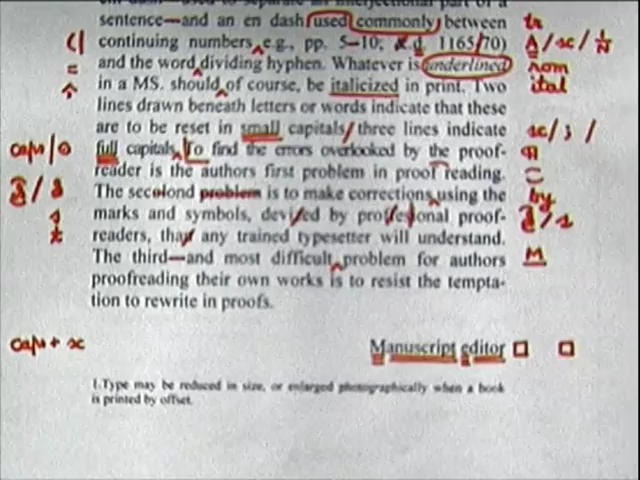 sentence—and an en dash used commonly between tr
continuing numbers e.g., pp. 5–10; d. 1165/70)
and the word dividing hyphen. Whatever is underlined rom
in a MS. should of course, be italicized in print. Two ital
lines drawn beneath letters or words indicate that these
are to be reset in small capitals/ three lines indicate sc/;/
caps/⊙ full capitals To find the errors overlooked by the proof-
reader is the authors first problem in proof reading.
The secolond problem is to make corrections using the by
marks and symbols, devised by professional proof-
readers, that any trained typesetter will understand.
The third—and most difficult problem for authors M
proofreading their own works is to resist the tempta-
tion to rewrite in proofs.
caps + sc Manuscript editor □ □
1.Type may be reduced in size, or enlarged photographically when a book
is printed by offset.